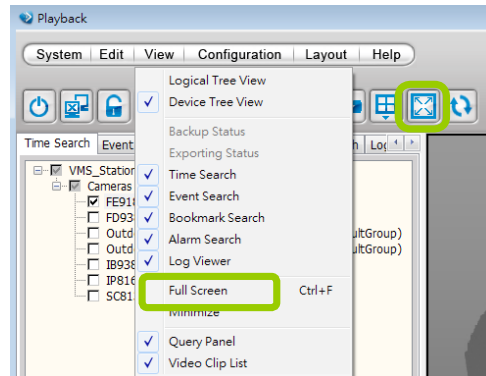 Playback
System Edit View Configuration Layout Help
Logical Tree View
Device Tree View
Backup Status
Exporting Status
Time Search
Event Search
Bookmark Search
Alarm Search
Log Viewer
Full Screen Ctrl+F
Minimize
Query Panel
Video Clip List
Time Search Event h Log
VMS_Station
Cameras
FE918
FD93
Outd ultGroup)
Outd ultGroup)
IB938
IP816
SC81